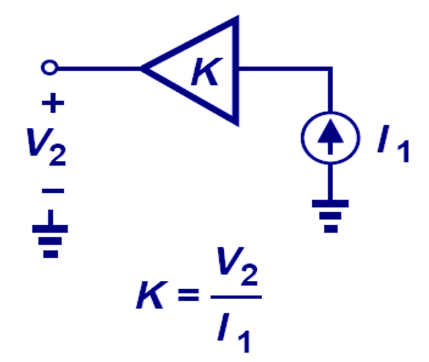 K
+
V2
I1
–
K = V2 / I1